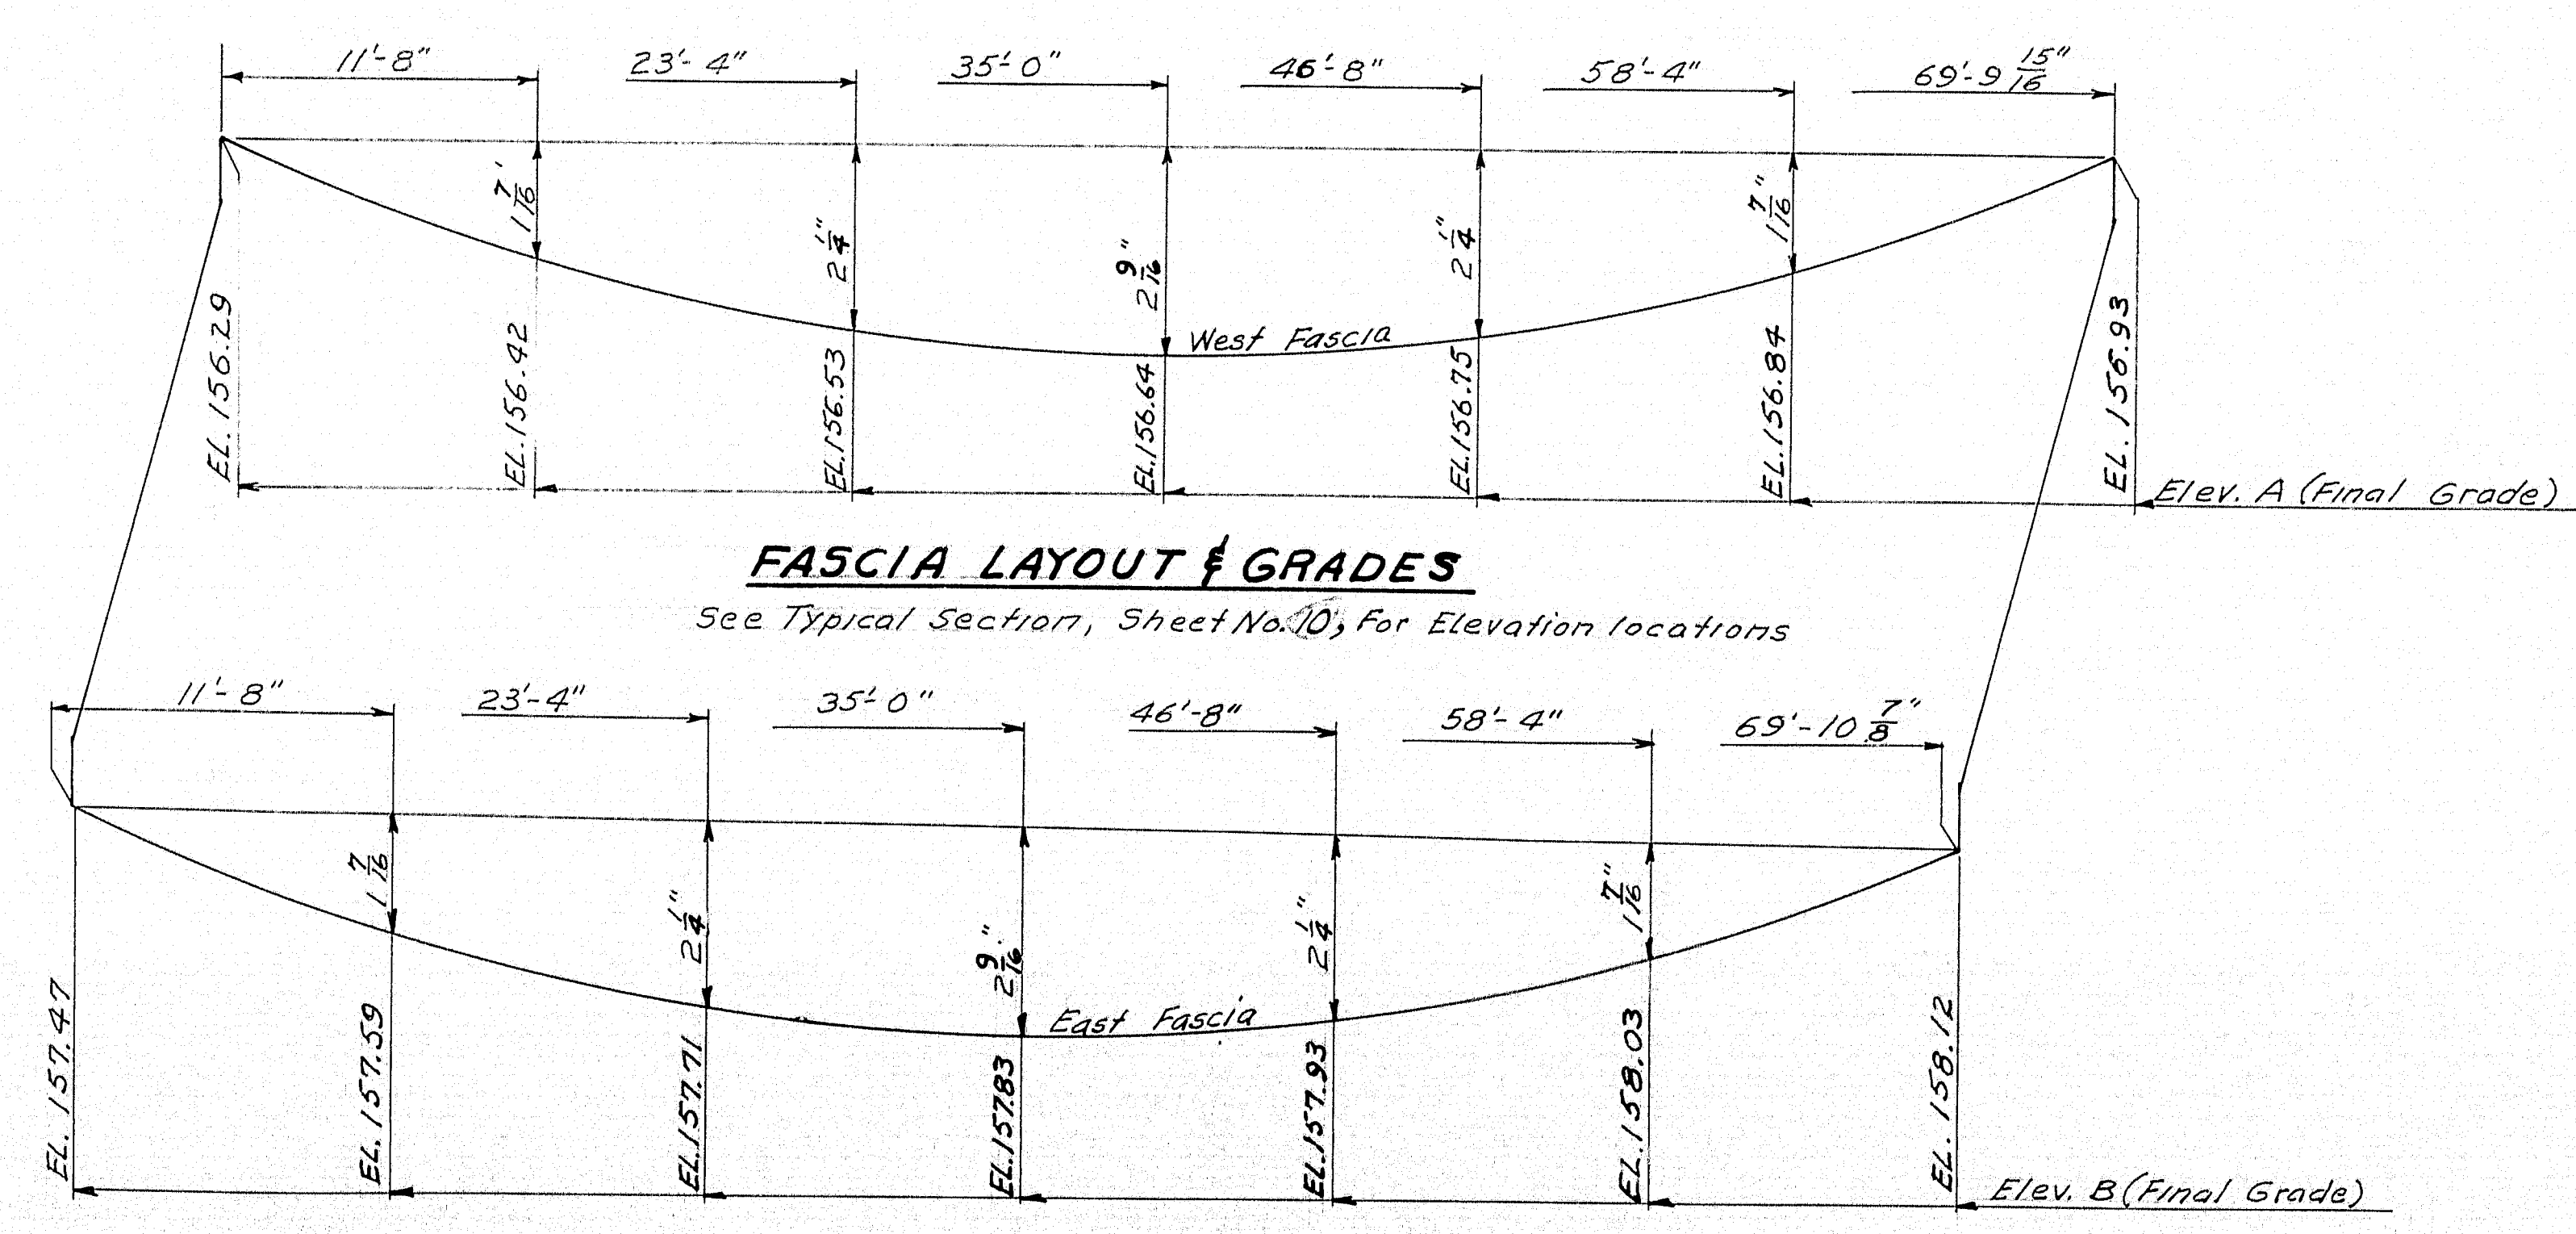 11'-8" 23'-4" 35'-0" 46'-8" 58'-4" 69'-9 15/16"
1 7/16' 2 1/4" 2 9/16" 2 1/4" 1 7/16"
West Fascia
EL. 156.29 EL. 156.42 EL. 156.53 EL. 156.64 EL. 156.75 EL. 156.84 EL. 156.93
Elev. A (Final Grade)
FASCIA LAYOUT & GRADES
See Typical Section, Sheet No. 10, For Elevation locations
11'-8" 23'-4" 35'-0" 46'-8" 58'-4" 69'-10 7/8"
1 7/16 2 1/4" 2 9/16" 2 1/4" 1 7/16"
East Fascia
EL. 157.47 EL. 157.59 EL. 157.71 EL. 157.83 EL. 157.93 EL. 158.03 EL. 158.12
Elev. B (Final Grade)